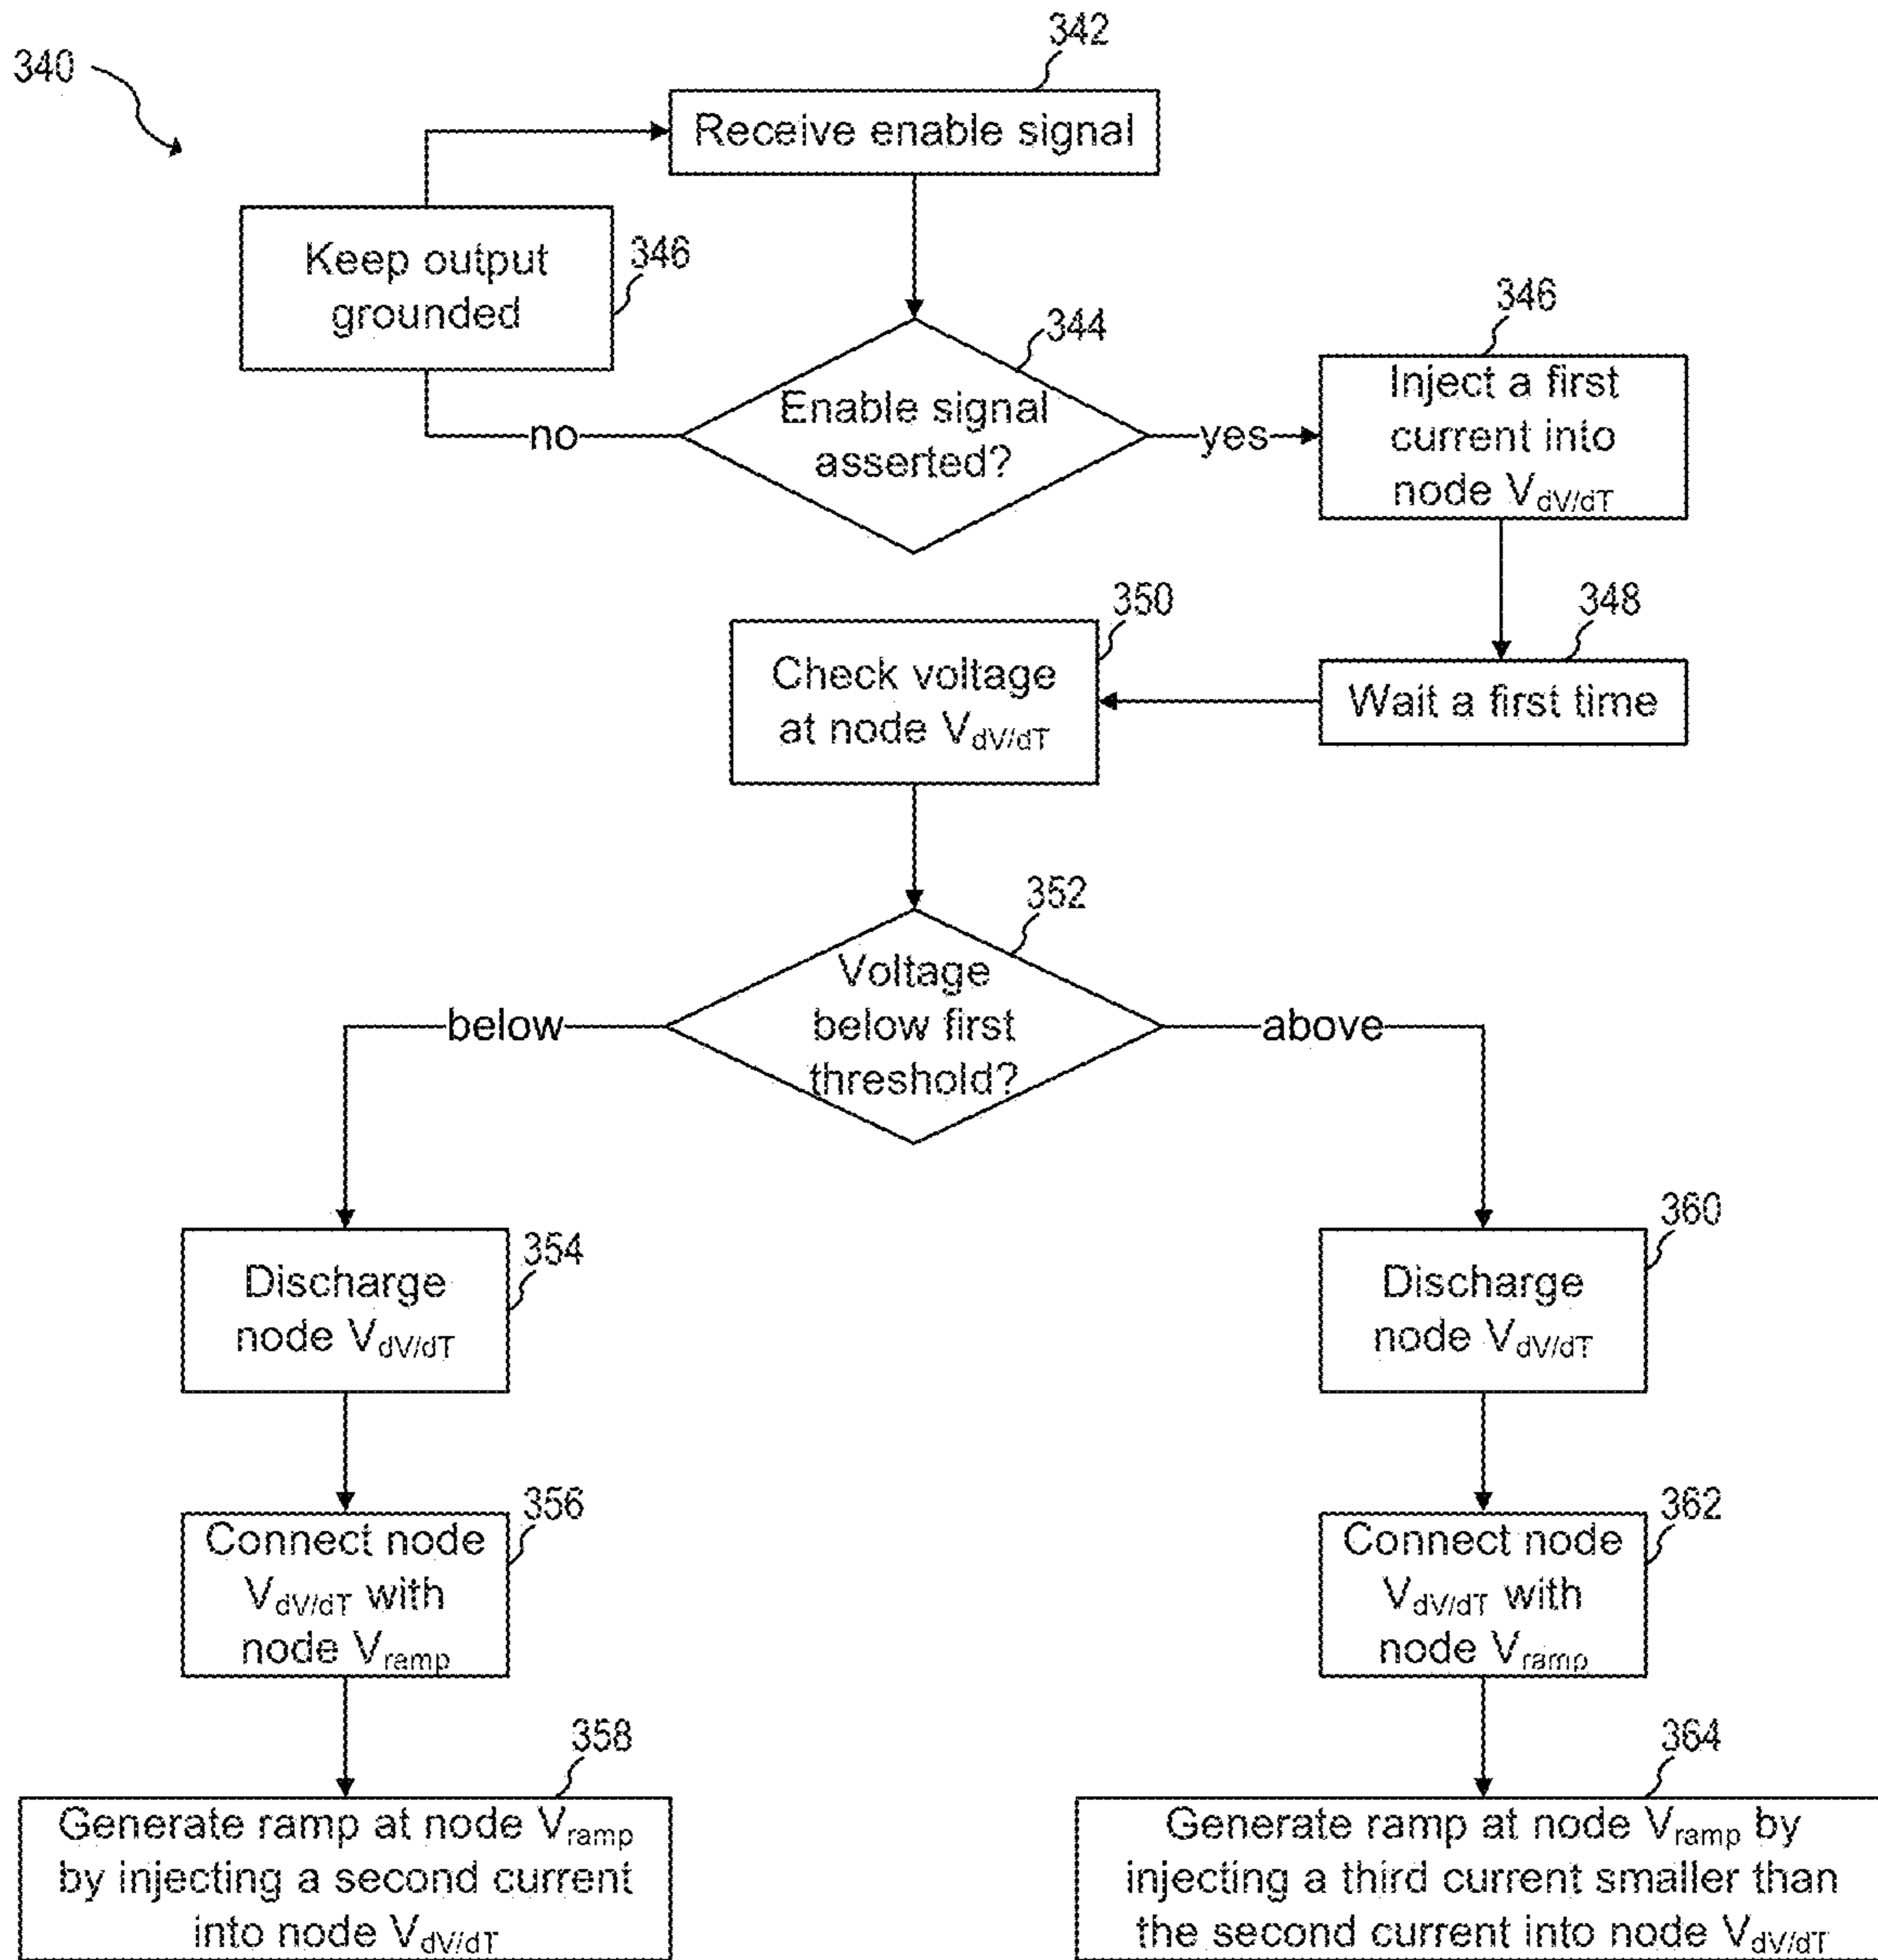 340
342
Receive enable signal
Keep output
grounded
346
344
Enable signal
asserted?
no
yes
346
Inject a first
current into
node VdV/dT
348
Wait a first time
350
Check voltage
at node VdV/dT
352
Voltage
below first
threshold?
below
above
354
Discharge
node VdV/dT
360
Discharge
node VdV/dT
356
Connect node
VdV/dT with
node Vramp
362
Connect node
VdV/dT with
node Vramp
358
Generate ramp at node Vramp
by injecting a second current
into node VdV/dT
364
Generate ramp at node Vramp by
injecting a third current smaller than
the second current into node VdV/dT